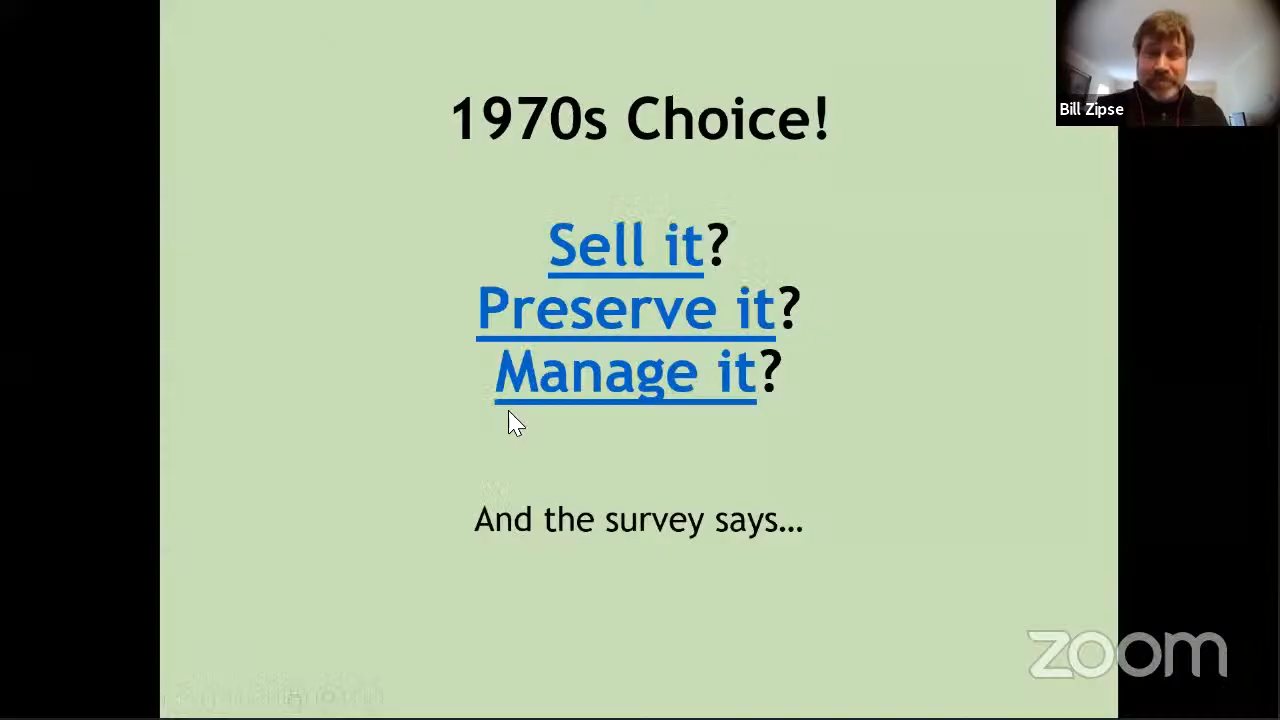 1970s Choice!
Sell it?
Preserve it?
Manage it?
And the survey says…
Bill Zipse
zoom